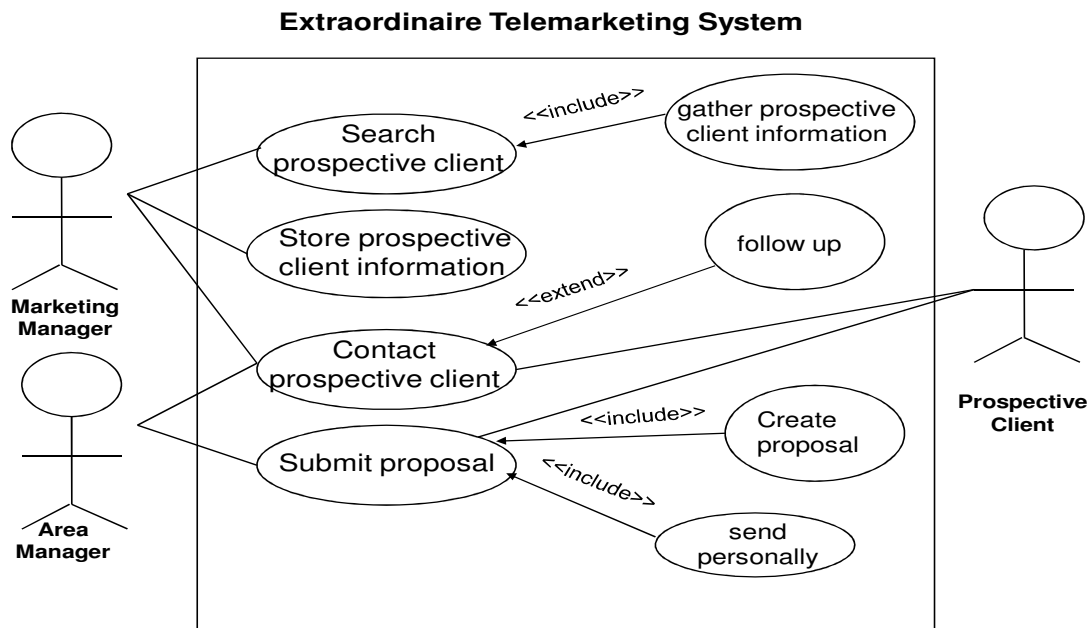 Extraordinaire Telemarketing System
<<include>>
gather prospective
client information
Search
prospective client
Store prospective
client information
follow up
<<extend>>
Marketing
Manager
Contact
prospective client
<<include>>
Create
proposal
Prospective
Client
Submit proposal
<<include>>
send
personally
Area
Manager